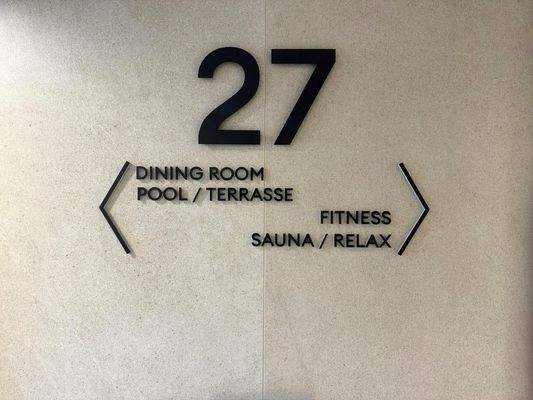 27
DINING ROOM
POOL / TERRASSE
FITNESS
SAUNA / RELAX